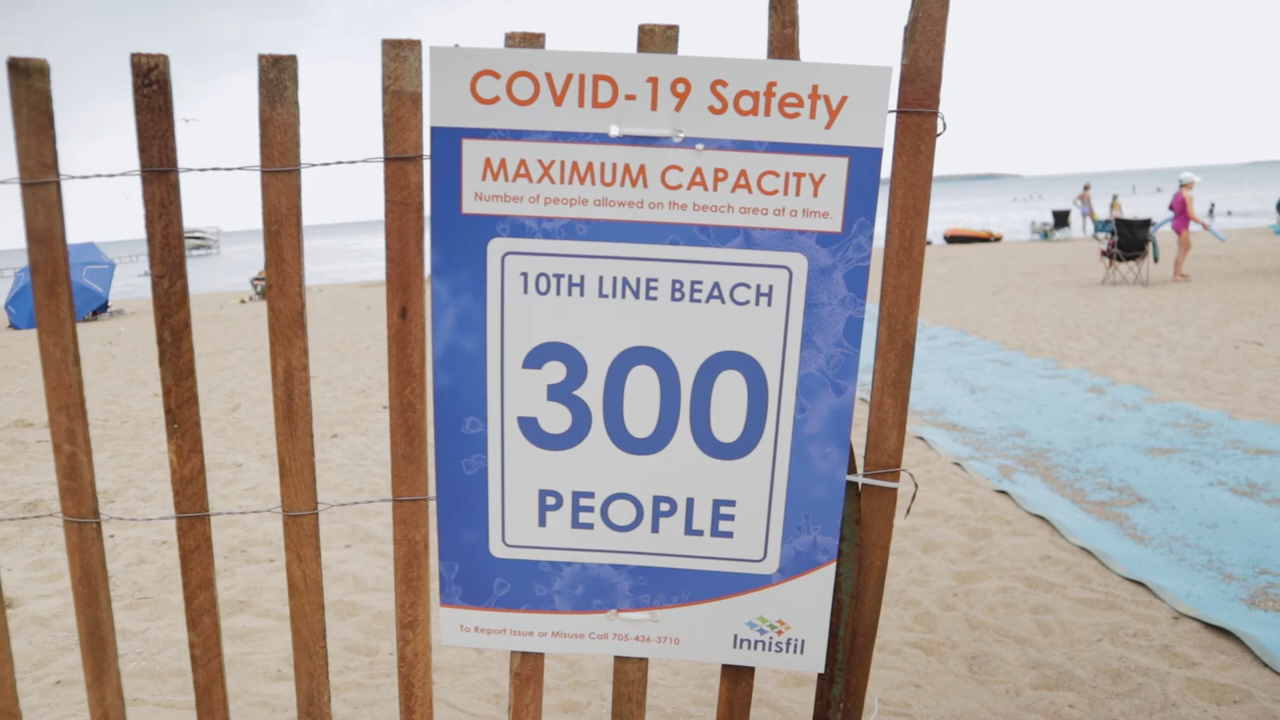 COVID-19 Safety
MAXIMUM CAPACITY
Number of people allowed on the beach area at a time.
10TH LINE BEACH
300
PEOPLE
To Report Issue or Misuse Call 705-436-3710
Innisfil